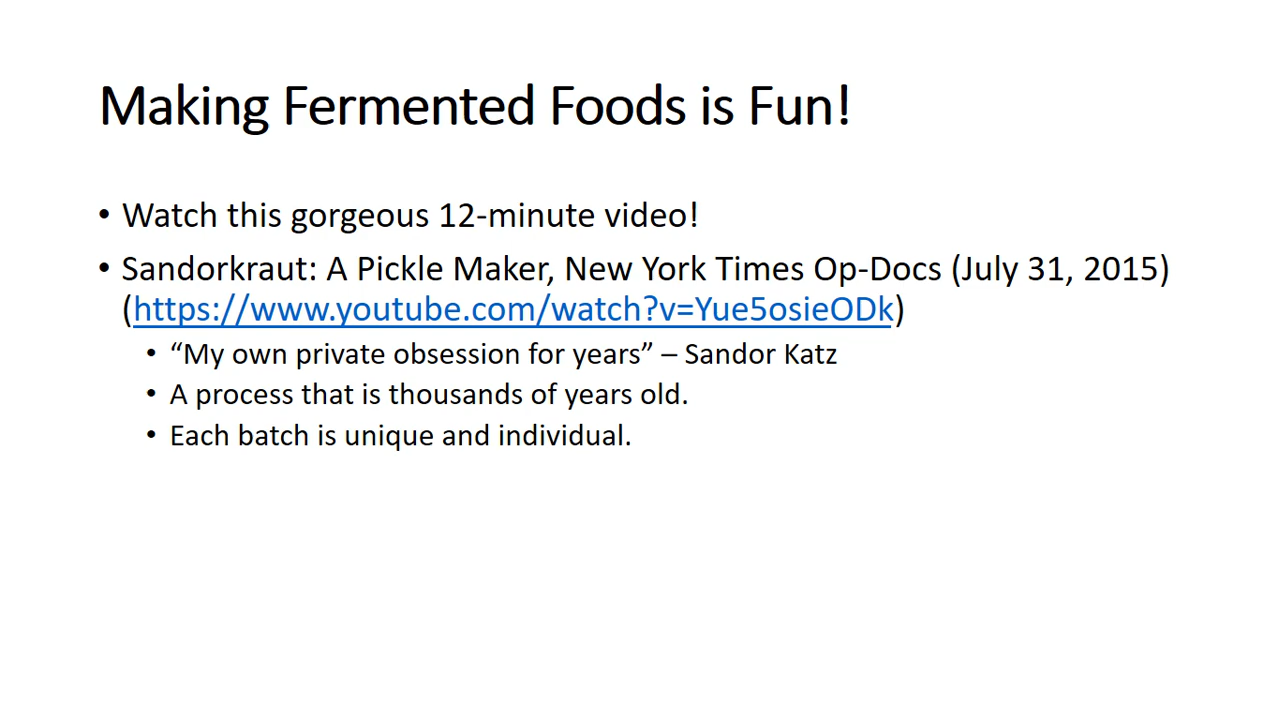 Making Fermented Foods is Fun!
• Watch this gorgeous 12-minute video!
• Sandorkraut: A Pickle Maker, New York Times Op-Docs (July 31, 2015)
(https://www.youtube.com/watch?v=Yue5osieODk)
• “My own private obsession for years” – Sandor Katz
• A process that is thousands of years old.
• Each batch is unique and individual.